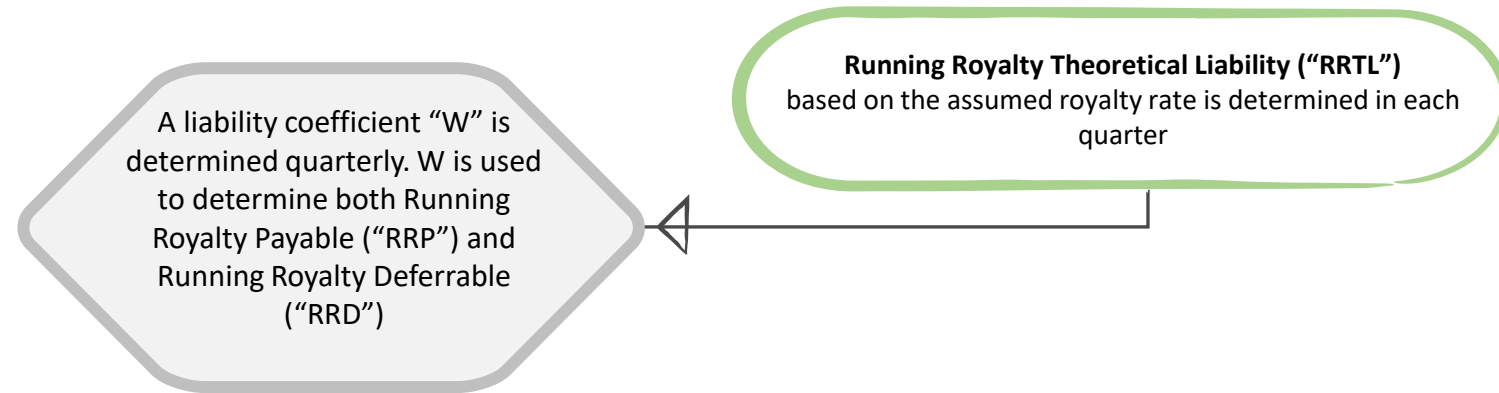 Running Royalty Theoretical Liability (“RRTL”)
based on the assumed royalty rate is determined in each
quarter
A liability coefficient “W” is
determined quarterly. W is used
to determine both Running
Royalty Payable (“RRP”) and
Running Royalty Deferrable
(“RRD”)